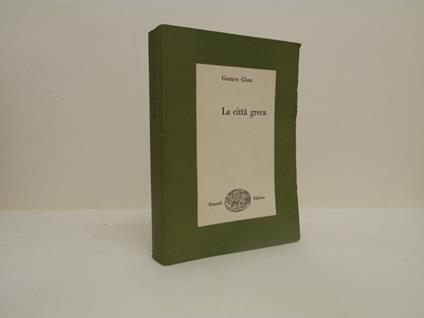 Gustave Glotz
La città greca
Einaudi Editore